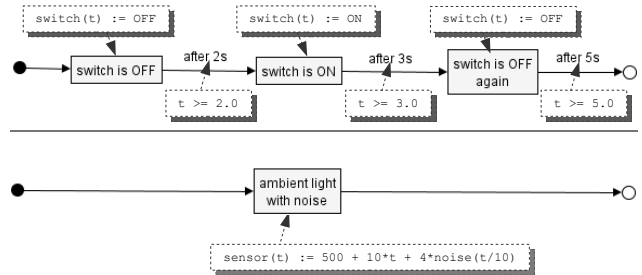 switch(t) := OFF
switch(t) := ON
switch(t) := OFF
switch is OFF
after 2s
switch is ON
after 3s
switch is OFF
again
after 5s
t >= 2.0
t >= 3.0
t >= 5.0
ambient light
with noise
sensor(t) := 500 + 10*t + 4*noise(t/10)